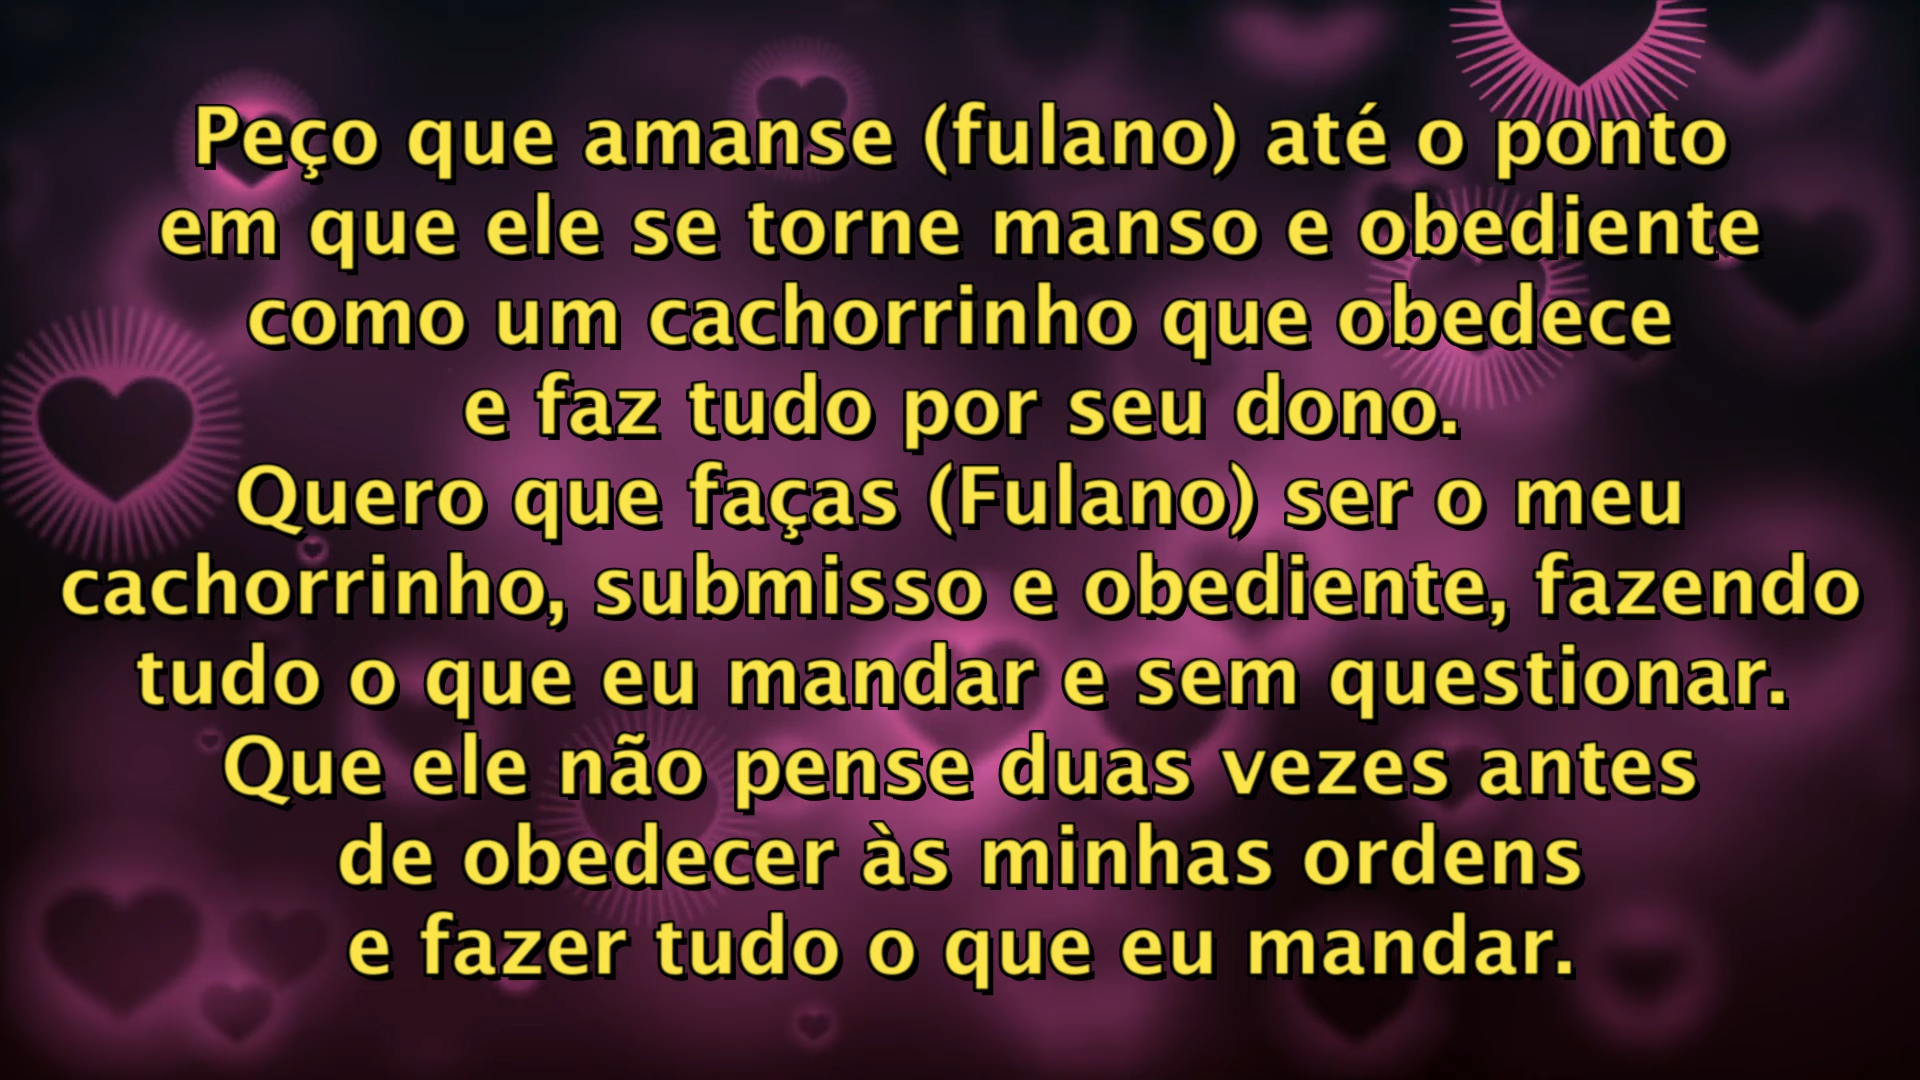 Peço que amanse (fulano) até o ponto
em que ele se torne manso e obediente
como um cachorrinho que obedece
e faz tudo por seu dono.
Quero que faças (Fulano) ser o meu
cachorrinho, submisso e obediente, fazendo
tudo o que eu mandar e sem questionar.
Que ele não pense duas vezes antes
de obedecer às minhas ordens
e fazer tudo o que eu mandar.